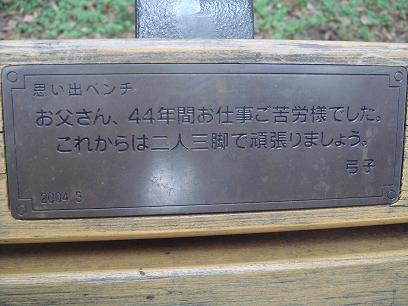 思い出ベンチ
お父さん、44年間お仕事ご苦労様でした。
これからは二人三脚で頑張りましょう。
弓子
2004.3